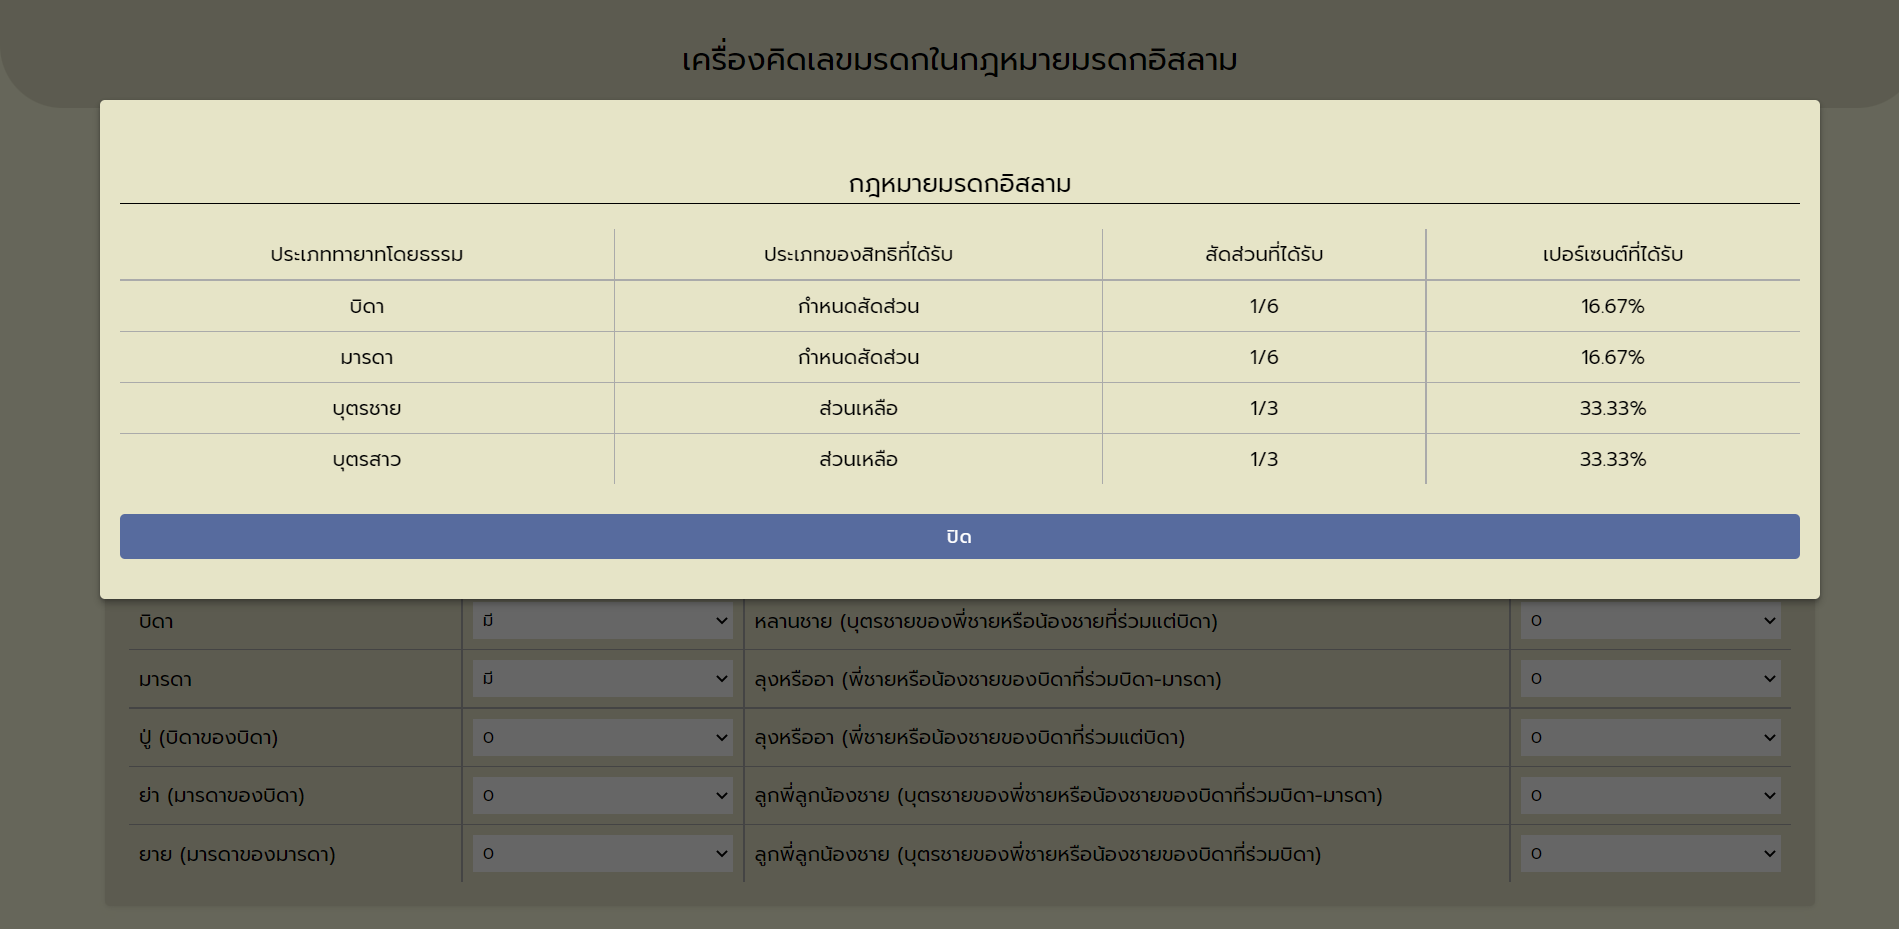 เครื่องคิดเลขมรดกในกฎหมายมรดกอิสลาม
กฎหมายมรดกอิสลาม
ประเภททายาทโดยธรรม ประเภทของสิทธิที่ได้รับ สัดส่วนที่ได้รับ เปอร์เซนต์ที่ได้รับ
บิดา กำหนดสัดส่วน 1/6 16.67%
มารดา กำหนดสัดส่วน 1/6 16.67%
บุตรชาย ส่วนเหลือ 1/3 33.33%
บุตรสาว ส่วนเหลือ 1/3 33.33%
ปิด
บิดา มี หลานชาย (บุตรชายของพี่ชายหรือน้องชายที่ร่วมแต่บิดา) 0
มารดา มี ลุงหรืออา (พี่ชายหรือน้องชายของบิดาที่ร่วมบิดา-มารดา) 0
ปู่ (บิดาของบิดา) 0 ลุงหรืออา (พี่ชายหรือน้องชายของบิดาที่ร่วมแต่บิดา) 0
ย่า (มารดาของบิดา) 0 ลูกพี่ลูกน้องชาย (บุตรชายของพี่ชายหรือน้องชายของบิดาที่ร่วมบิดา-มารดา) 0
ยาย (มารดาของมารดา) 0 ลูกพี่ลูกน้องชาย (บุตรชายของพี่ชายหรือน้องชายของบิดาที่ร่วมบิดา) 0